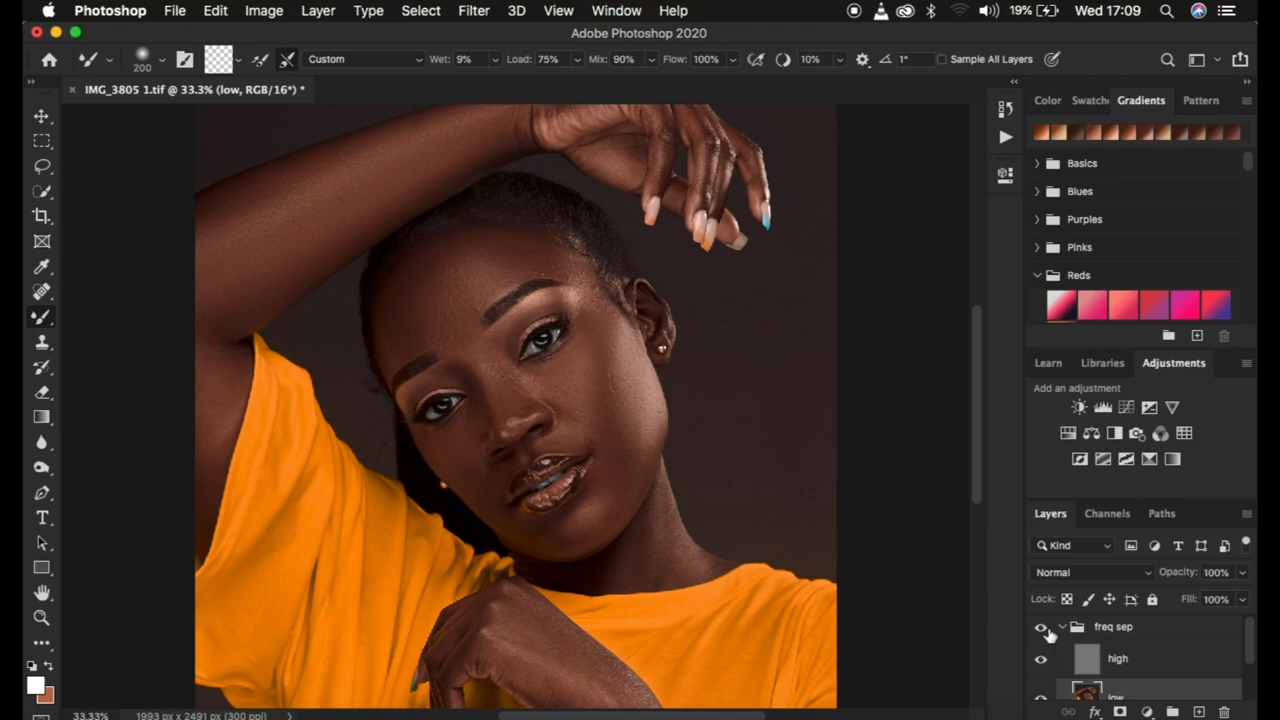 Photoshop File Edit Image Layer Type Select Filter 3D View Window Help 19% Wed 17:09
Adobe Photoshop 2020
200 Custom Wet: 9% Load: 75% Mix: 90% Flow: 100% 10% 1° Sample All Layers
IMG_3805 1.tif @ 33.3% (low, RGB/16*) *
Color Swatch Gradients Pattern
Basics
Blues
Purples
Pinks
Reds
Learn Libraries Adjustments
Add an adjustment
Layers Channels Paths
Kind
Normal Opacity: 100%
Lock: Fill: 100%
freq sep
high
low
33.33% 1993 px x 2491 px (300 ppi)